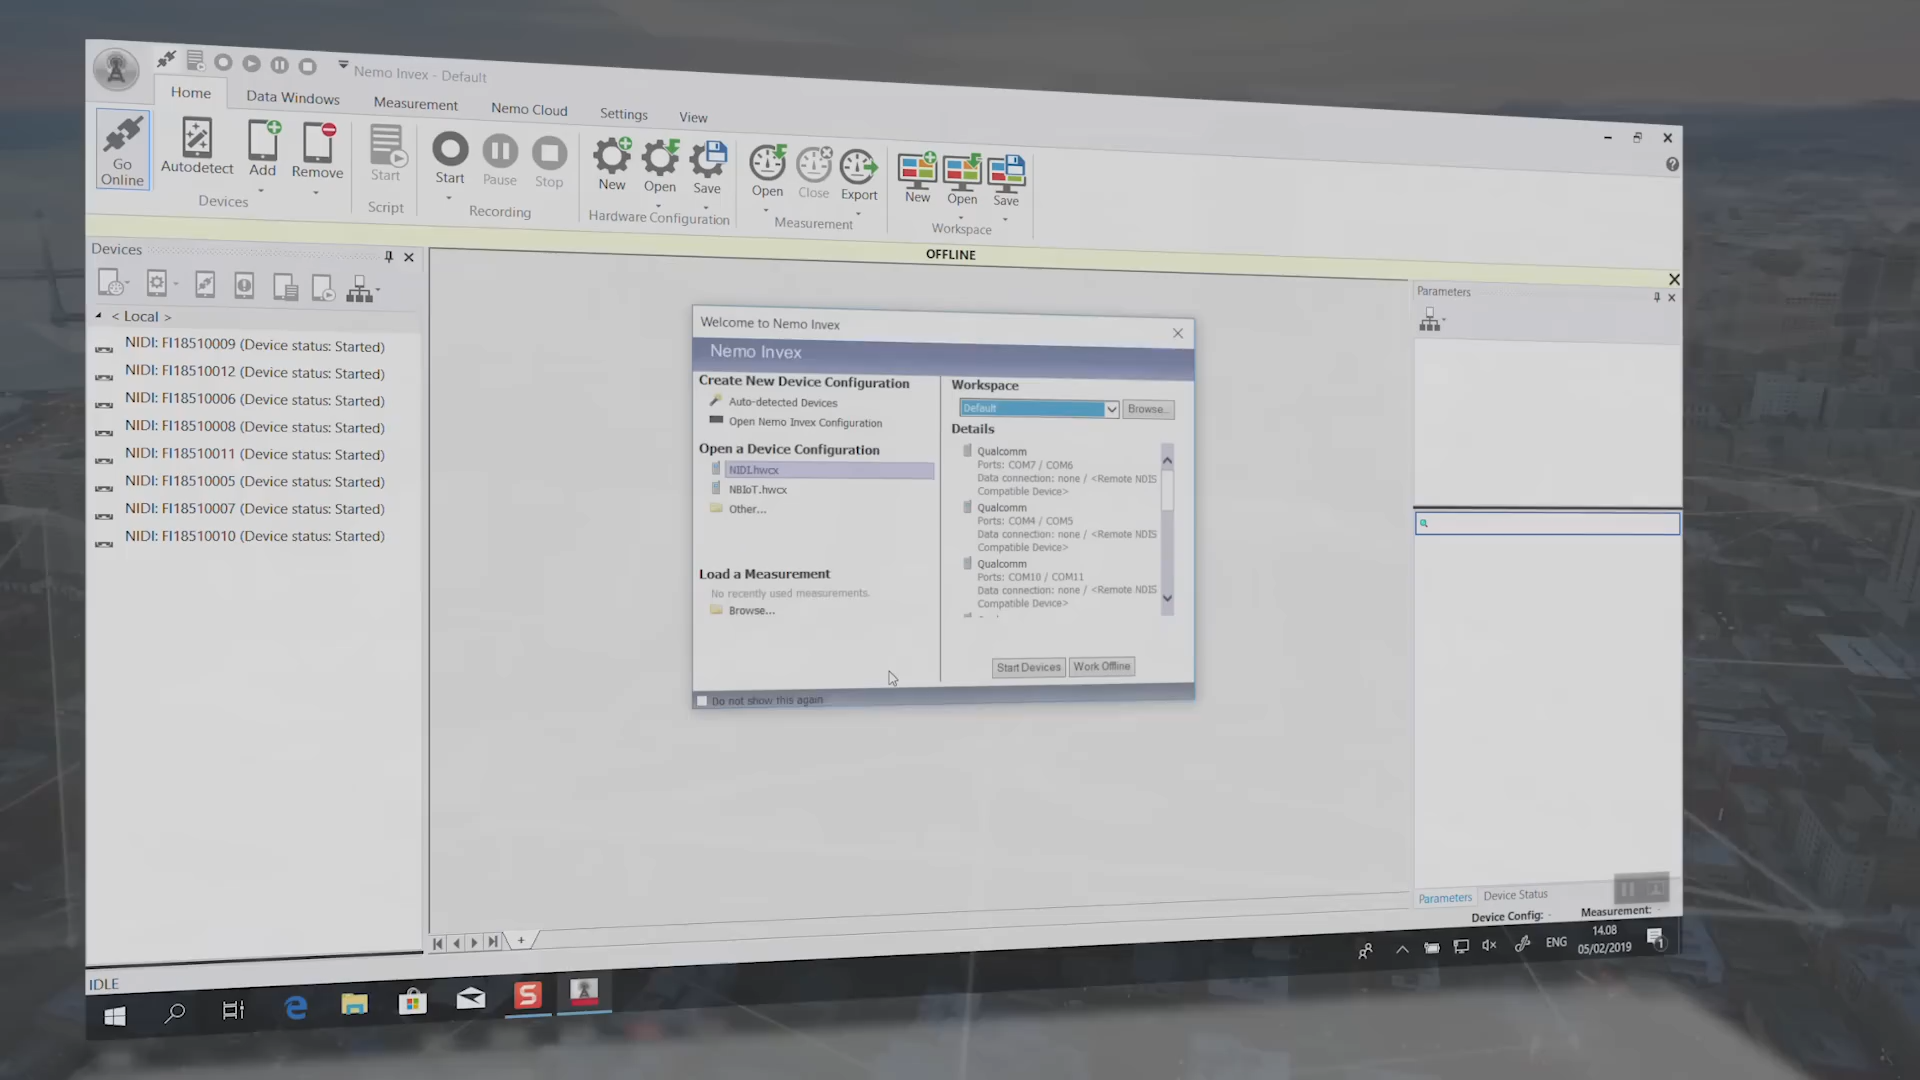 Nemo Invex - Default
Home
Data Windows
Measurement
Nemo Cloud
Settings
View
Go
Online
Autodetect
Add
Remove
Devices
Start
Script
Start
Pause
Stop
Recording
New
Open
Save
Hardware Configuration
Open
Close
Export
Measurement
New
Open
Save
Workspace
OFFLINE
Devices
< Local >
NIDI: FI18510009 (Device status: Started)
NIDI: FI18510012 (Device status: Started)
NIDI: FI18510006 (Device status: Started)
NIDI: FI18510008 (Device status: Started)
NIDI: FI18510011 (Device status: Started)
NIDI: FI18510005 (Device status: Started)
NIDI: FI18510007 (Device status: Started)
NIDI: FI18510010 (Device status: Started)
Welcome to Nemo Invex
Nemo Invex
Create New Device Configuration
Auto-detected Devices
Open Nemo Invex Configuration
Open a Device Configuration
NIDI.hwcx
NBIoT.hwcx
Other...
Load a Measurement
No recently used measurements.
Browse...
Workspace
Default
Browse...
Details
Qualcomm
Ports: COM7 / COM6
Data connection: none / <Remote NDIS
Compatible Device>
Qualcomm
Ports: COM4 / COM5
Data connection: none / <Remote NDIS
Compatible Device>
Qualcomm
Ports: COM10 / COM11
Data connection: none / <Remote NDIS
Compatible Device>
Start Devices
Work Offline
Do not show this again
Parameters
Parameters
Device Status
Device Config: -
Measurement: -
IDLE
ENG
14.08
05/02/2019
1